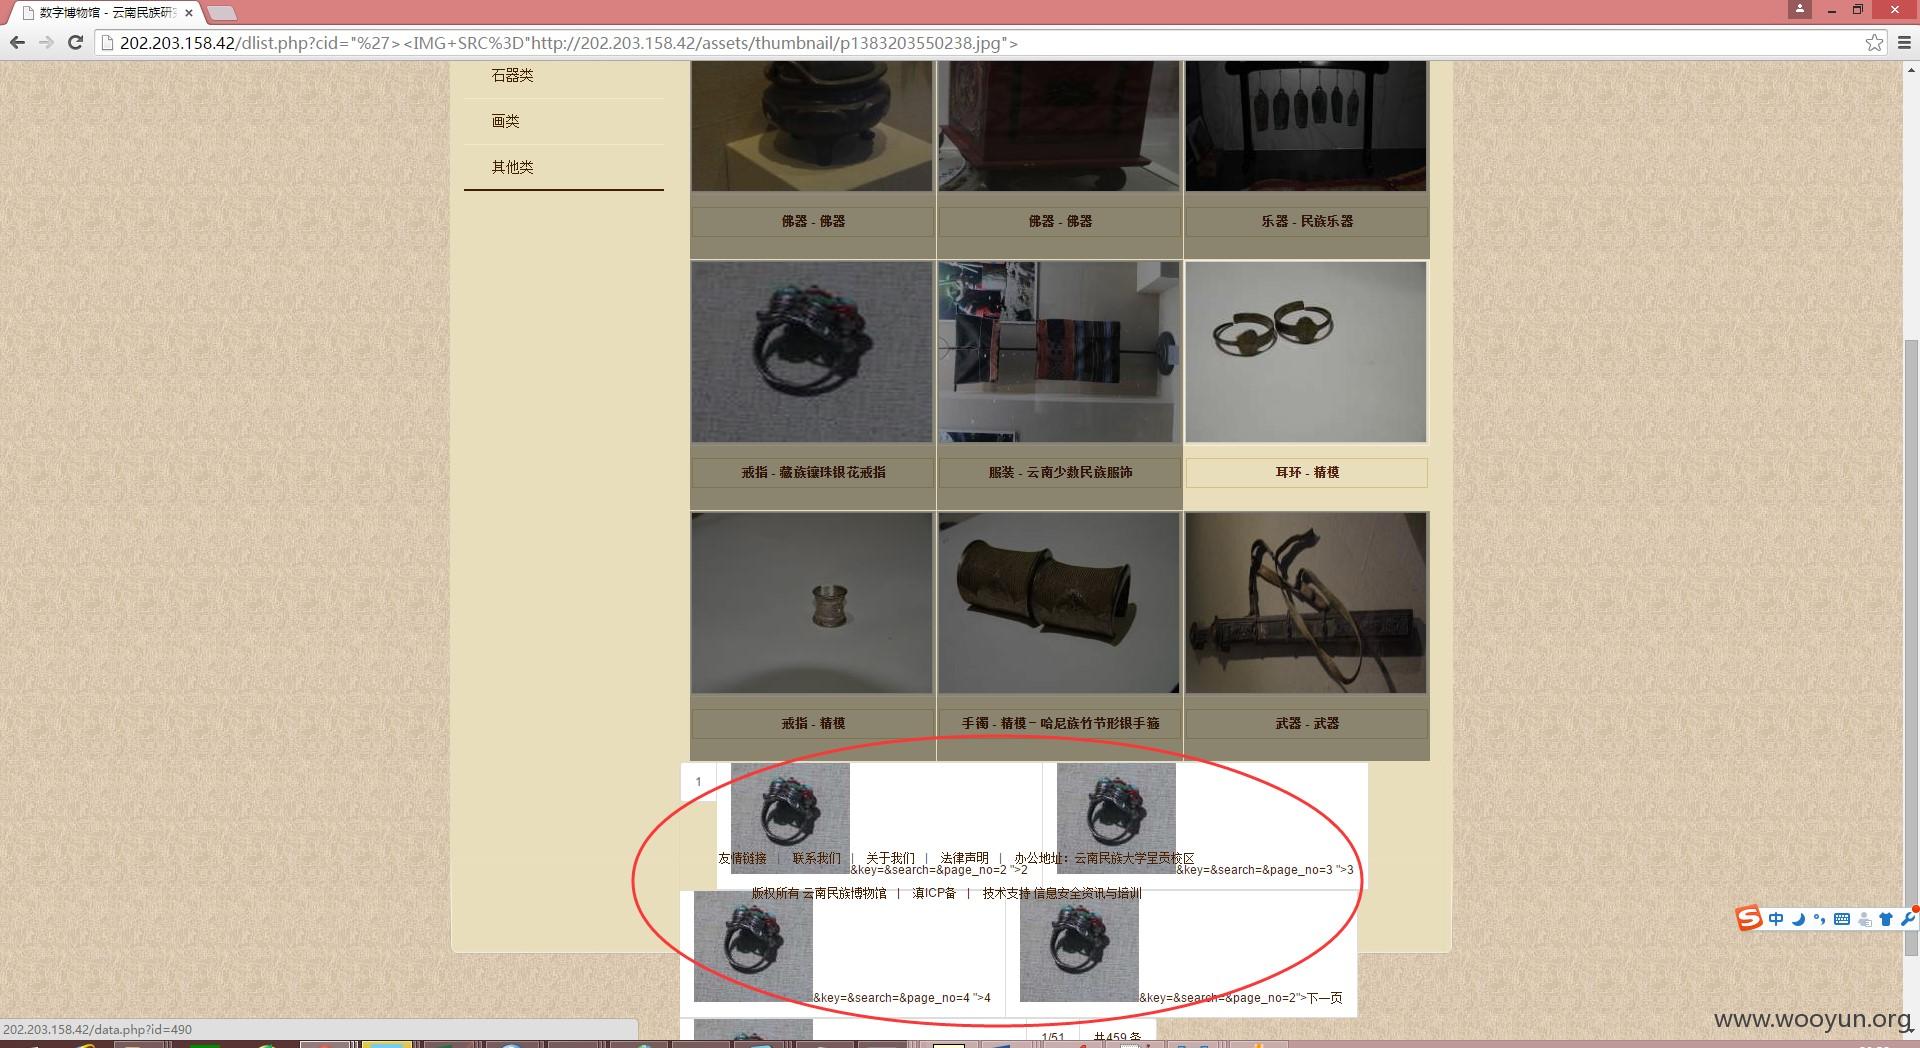 数字博物馆 - 云南民族研
202.203.158.42/dlist.php?cid="%27><IMG+SRC%3D"http://202.203.158.42/assets/thumbnail/p1383203550238.jpg">
石器类
画类
其他类
佛器 - 佛器
佛器 - 佛器
乐器 - 民族乐器
戒指 - 藏族镶珠银花戒指
服装 - 云南少数民族服饰
耳环 - 精模
戒指 - 精模
手镯 - 精模 – 哈尼族竹节形银手箍
武器 - 武器
1
&key=&search=&page_no=2 ">2
&key=&search=&page_no=3 ">3
友情链接 | 联系我们 | 关于我们 | 法律声明 | 办公地址：云南民族大学呈贡校区
版权所有 云南民族博物馆 | 滇ICP备 | 技术支持 信息安全资讯与培训
&key=&search=&page_no=4 ">4
&key=&search=&page_no=2">下一页
1/51
共459 条
202.203.158.42/data.php?id=490
中
www.wooyun.org